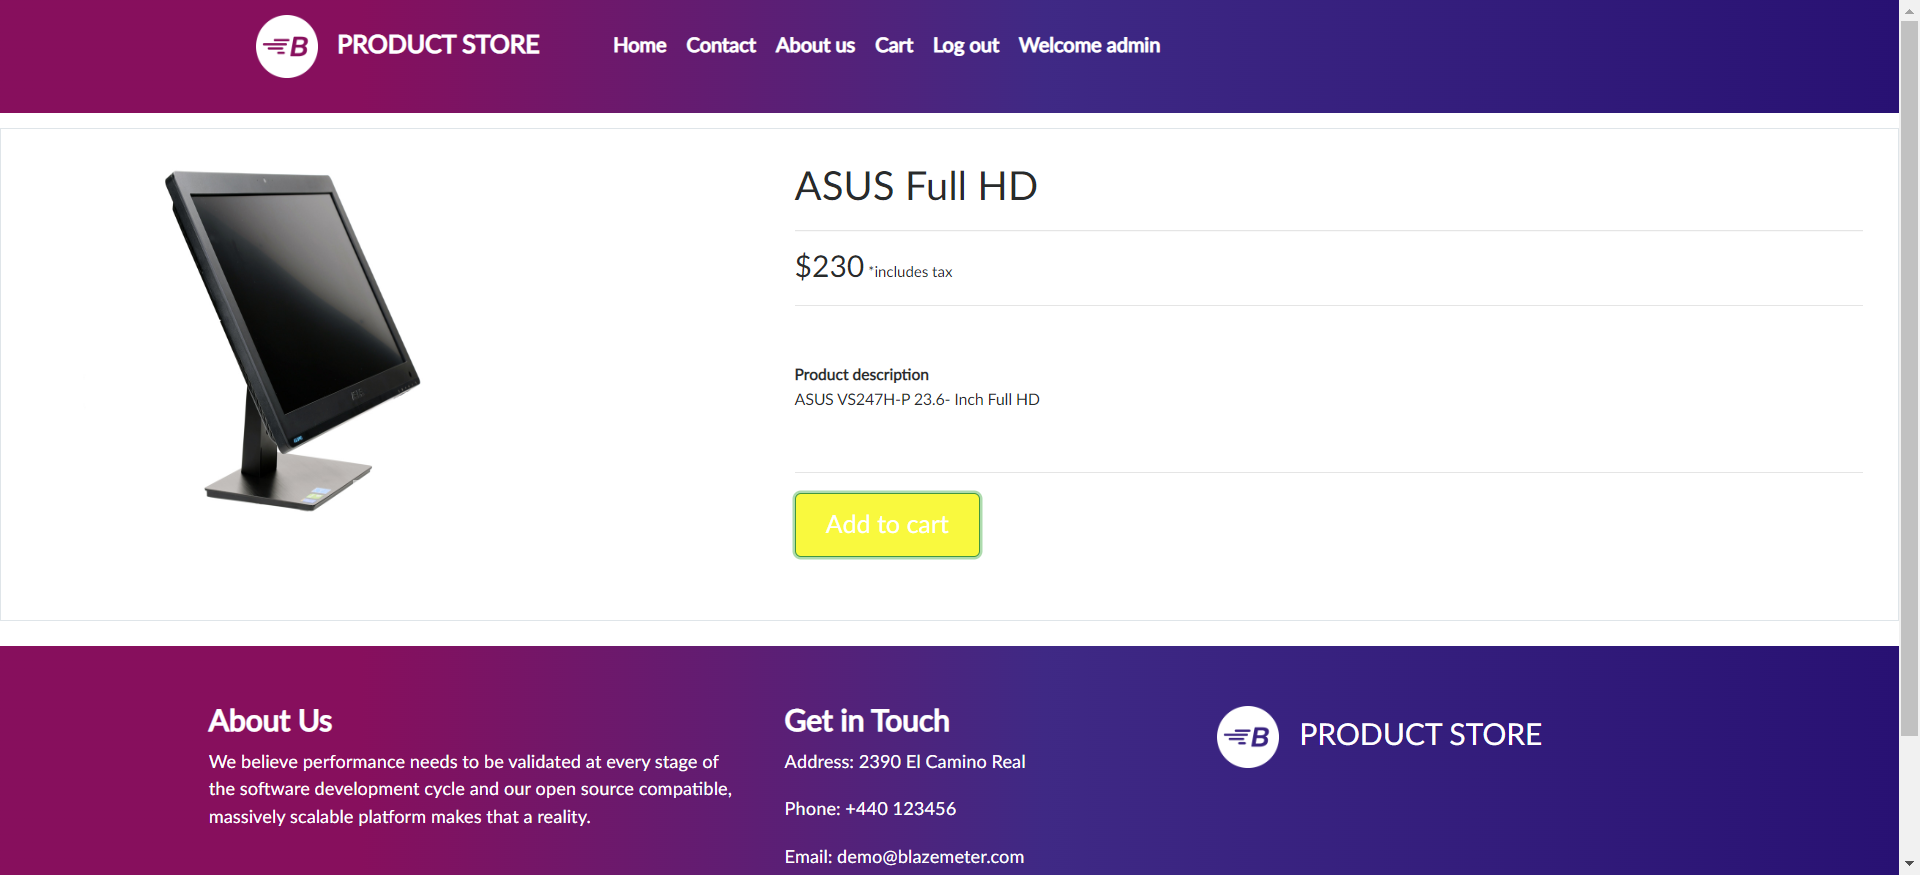 B PRODUCT STORE Home Contact About us Cart Log out Welcome admin
ASUS Full HD
$230 *includes tax
Product description
ASUS VS247H-P 23.6- Inch Full HD
Add to cart
About Us
We believe performance needs to be validated at every stage of
the software development cycle and our open source compatible,
massively scalable platform makes that a reality.
Get in Touch
Address: 2390 El Camino Real
Phone: +440 123456
Email: demo@blazemeter.com
B PRODUCT STORE